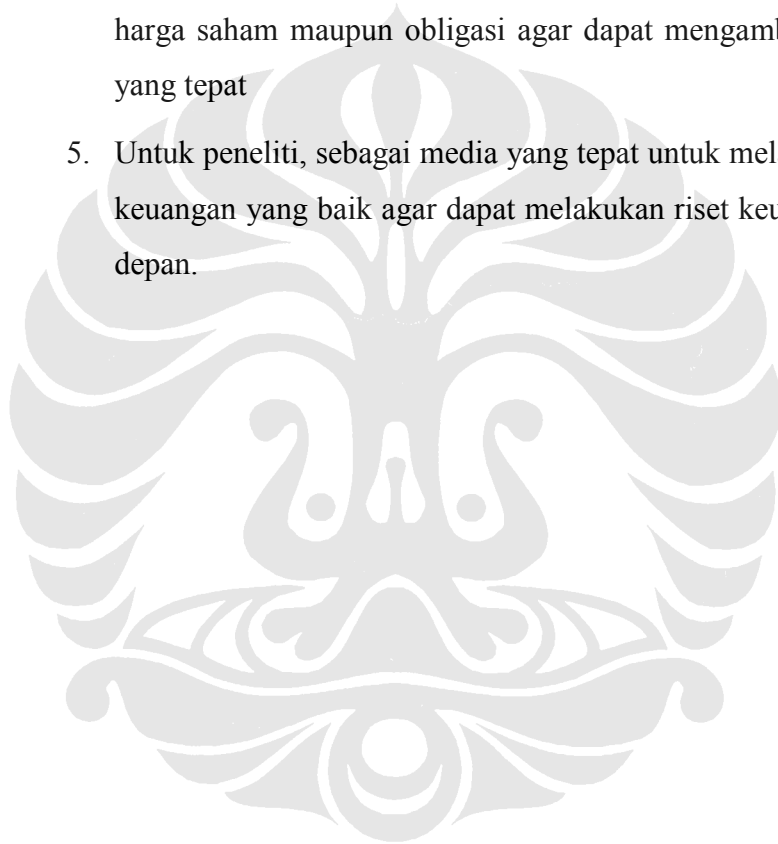 harga saham maupun obligasi agar dapat mengamb
yang tepat
5. Untuk peneliti, sebagai media yang tepat untuk mel
keuangan yang baik agar dapat melakukan riset keu
depan.